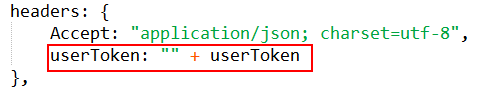 headers: {
Accept: "application/json; charset=utf-8",
userToken: "" + userToken
},